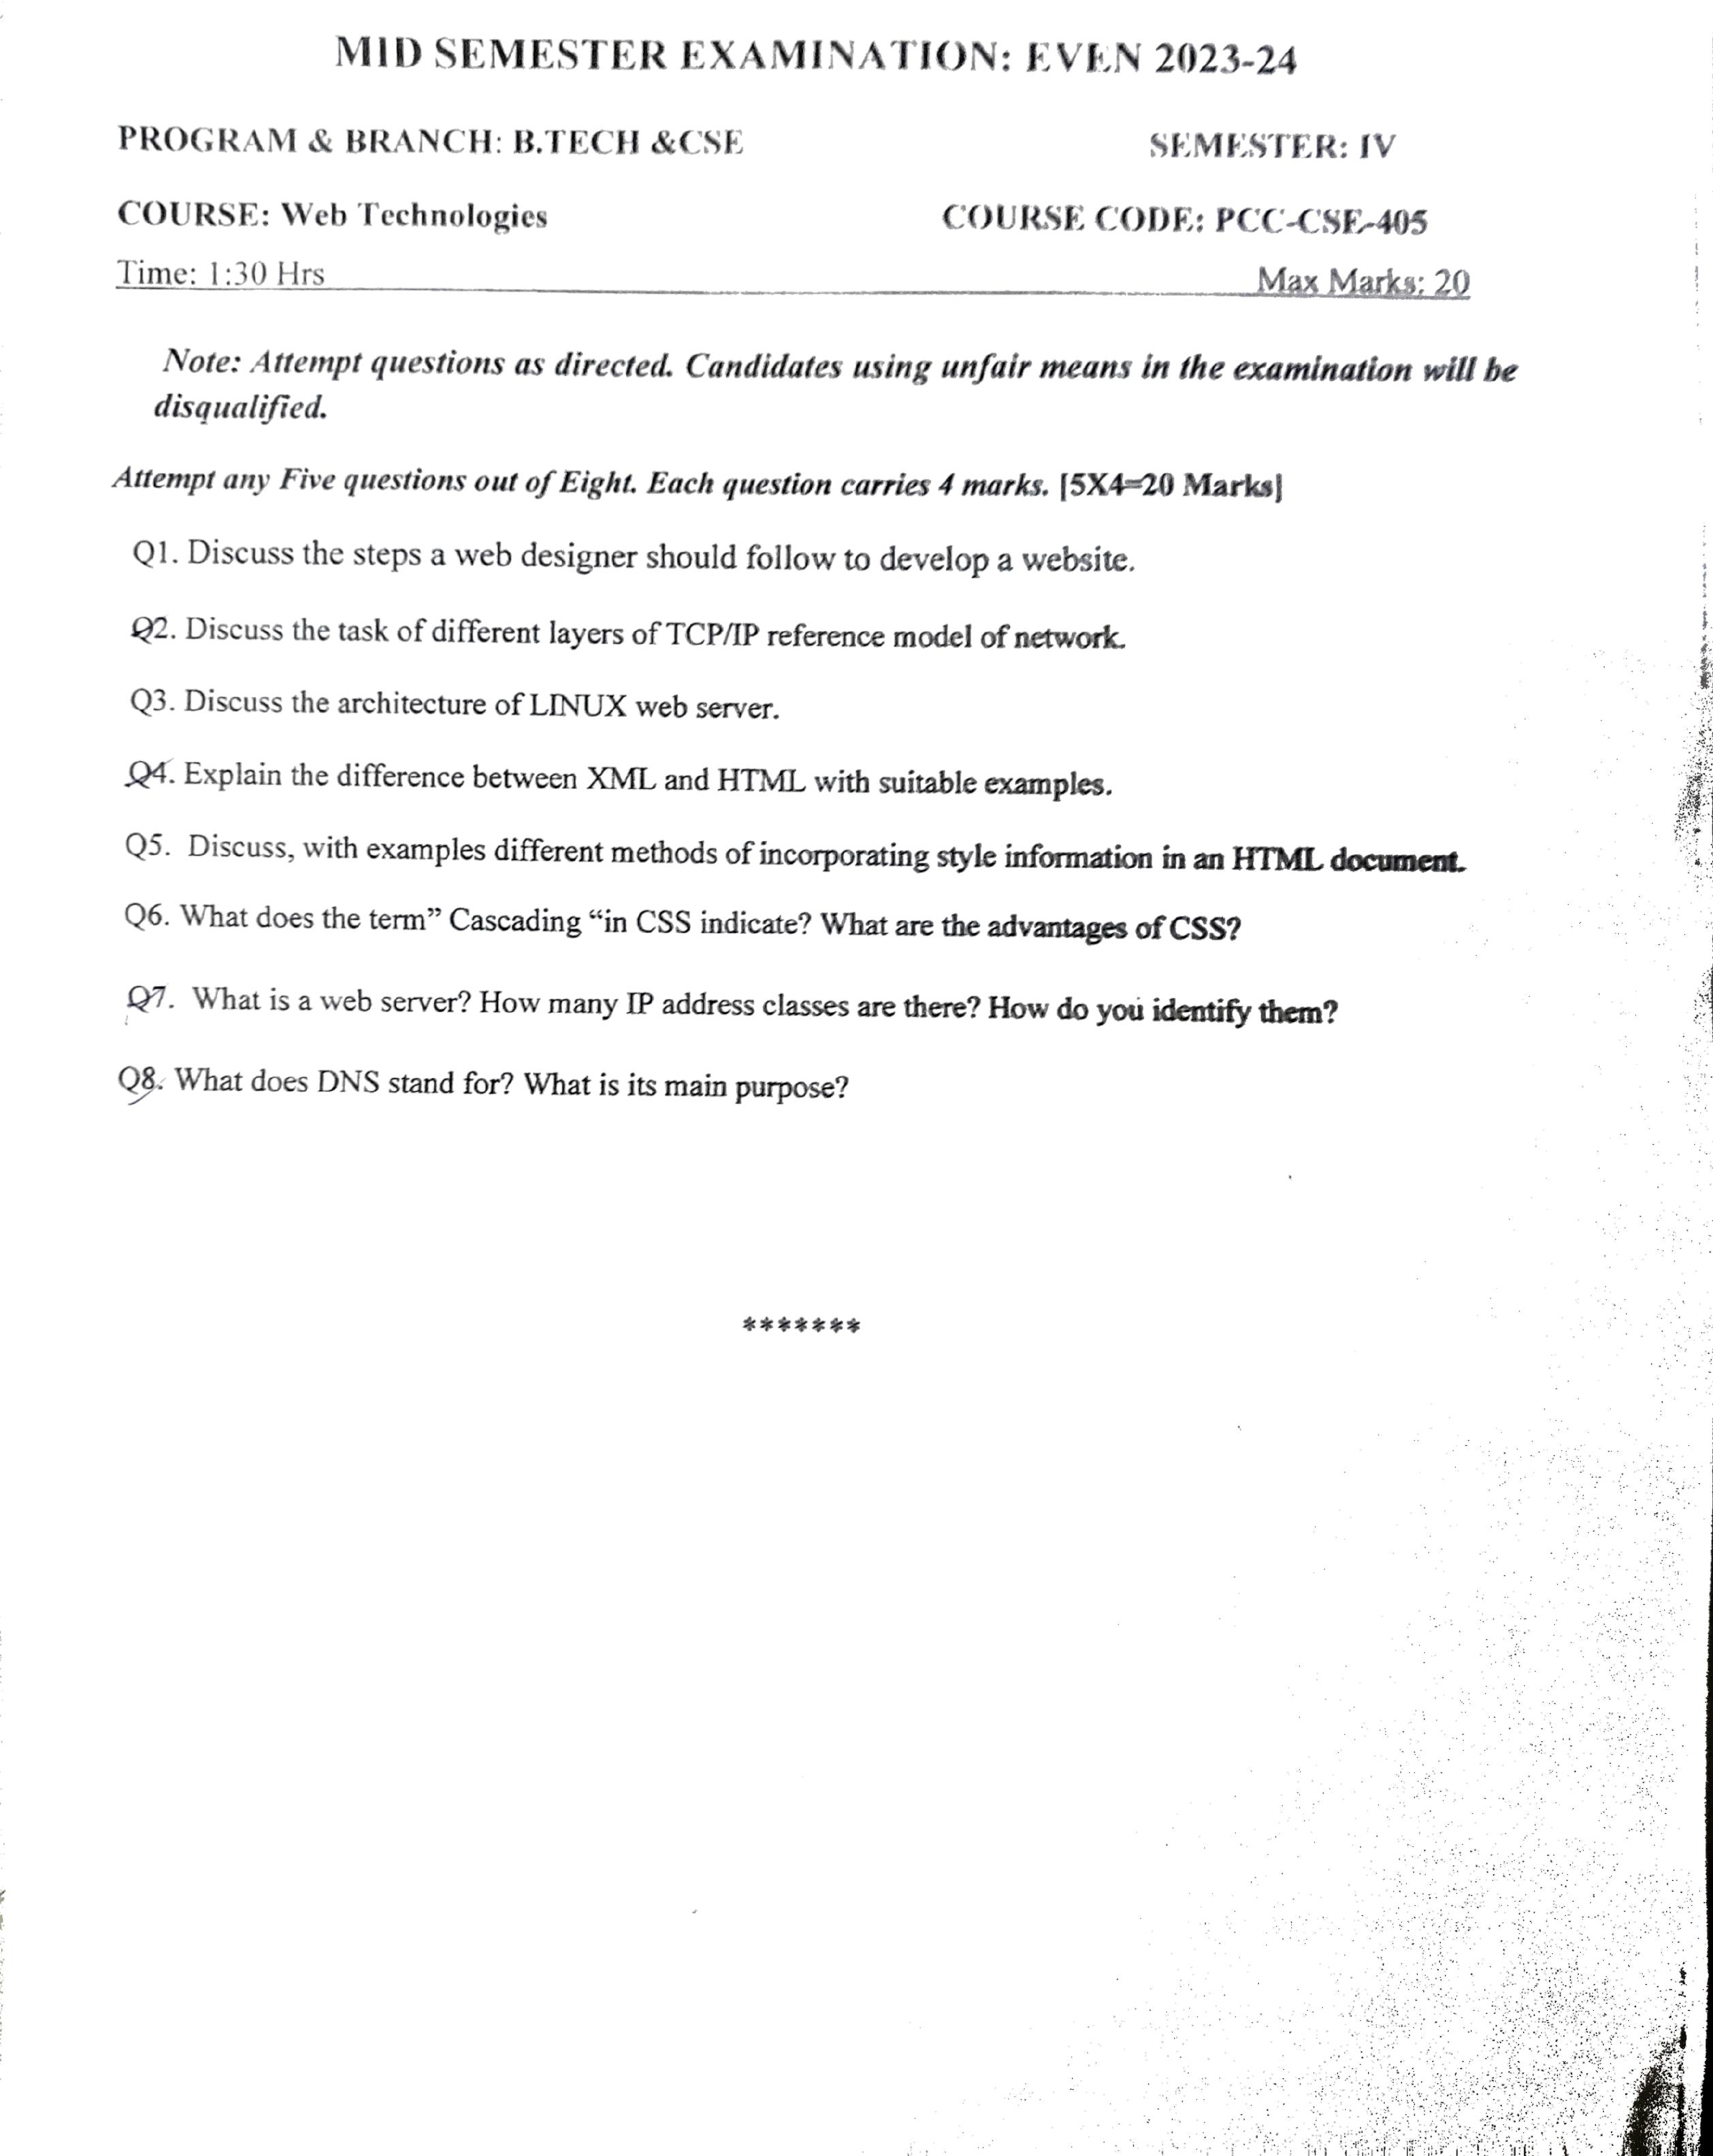 MID SEMESTER EXAMINATION: EVEN 2023-24
PROGRAM & BRANCH: B.TECH &CSE SEMESTER: IV
COURSE: Web Technologies COURSE CODE: PCC-CSE-405
Time: 1:30 Hrs Max Marks: 20
Note: Attempt questions as directed. Candidates using unfair means in the examination will be
disqualified.
Attempt any Five questions out of Eight. Each question carries 4 marks. [5X4=20 Marks]
Q1. Discuss the steps a web designer should follow to develop a website.
Q2. Discuss the task of different layers of TCP/IP reference model of network.
Q3. Discuss the architecture of LINUX web server.
Q4. Explain the difference between XML and HTML with suitable examples.
Q5. Discuss, with examples different methods of incorporating style information in an HTML document.
Q6. What does the term” Cascading “in CSS indicate? What are the advantages of CSS?
Q7. What is a web server? How many IP address classes are there? How do you identify them?
Q8. What does DNS stand for? What is its main purpose?
*******